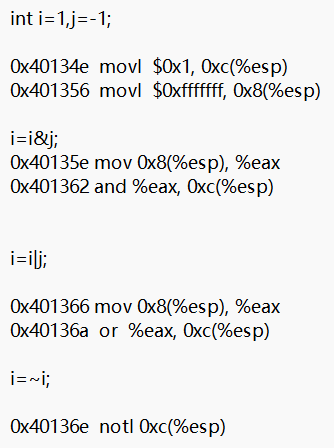 int i=1,j=-1;
0x40134e movl $0x1, 0xc(%esp)
0x401356 movl $0xfffffff, 0x8(%esp)
i=i&j;
0x40135e mov 0x8(%esp), %eax
0x401362 and %eax, 0xc(%esp)
i=i|j;
0x401366 mov 0x8(%esp), %eax
0x40136a or %eax, 0xc(%esp)
i=~i;
0x40136e notl 0xc(%esp)